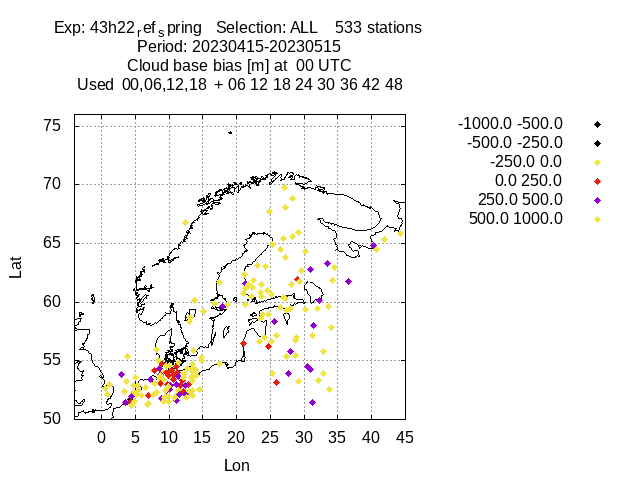 Exp: 43h22refspring   Selection: ALL    533 stations
Period: 20230415-20230515
Cloud base bias [m] at  00 UTC
Used  00,06,12,18  + 06 12 18 24 30 36 42 48
-1000.0 -500.0
-500.0 -250.0
-250.0 0.0
0.0 250.0
250.0 500.0
500.0 1000.0
75
70
65
60
55
50
Lat
0 5 10 15 20 25 30 35 40 45
Lon